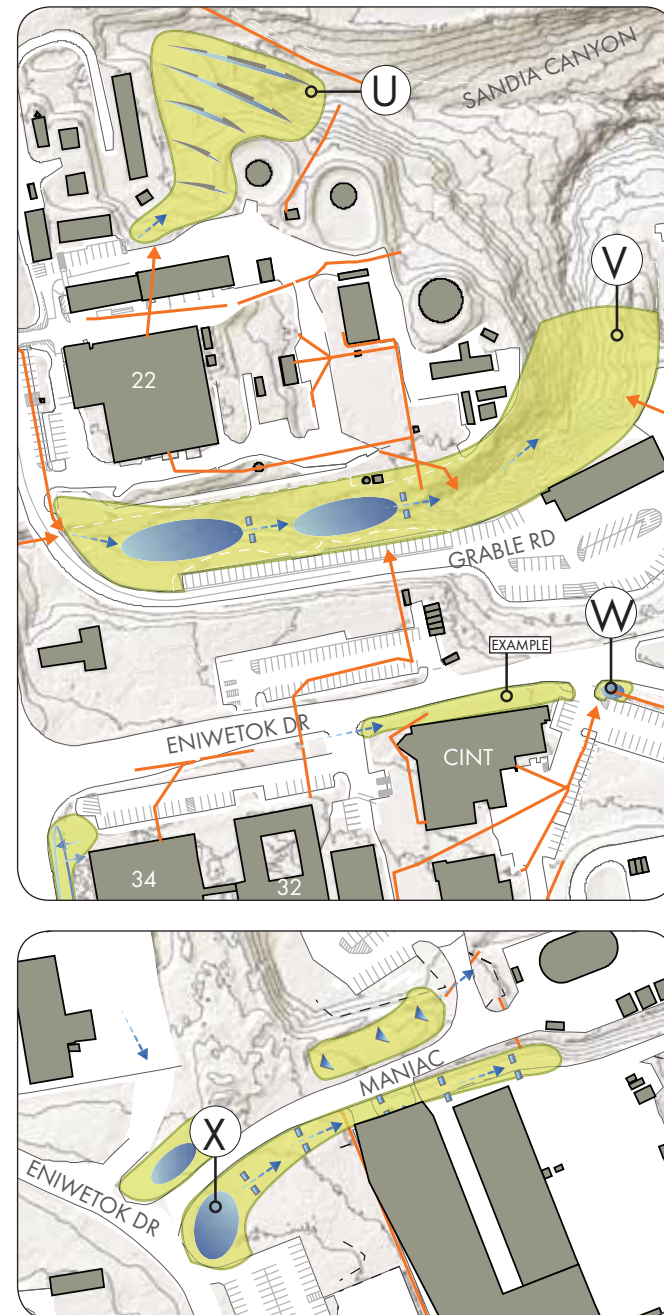 U
SANDIA CANYON
V
22
GRABLE RD
W
EXAMPLE
ENIWETOK DR
CINT
34
32
MANIAC
X
ENIWETOK DR